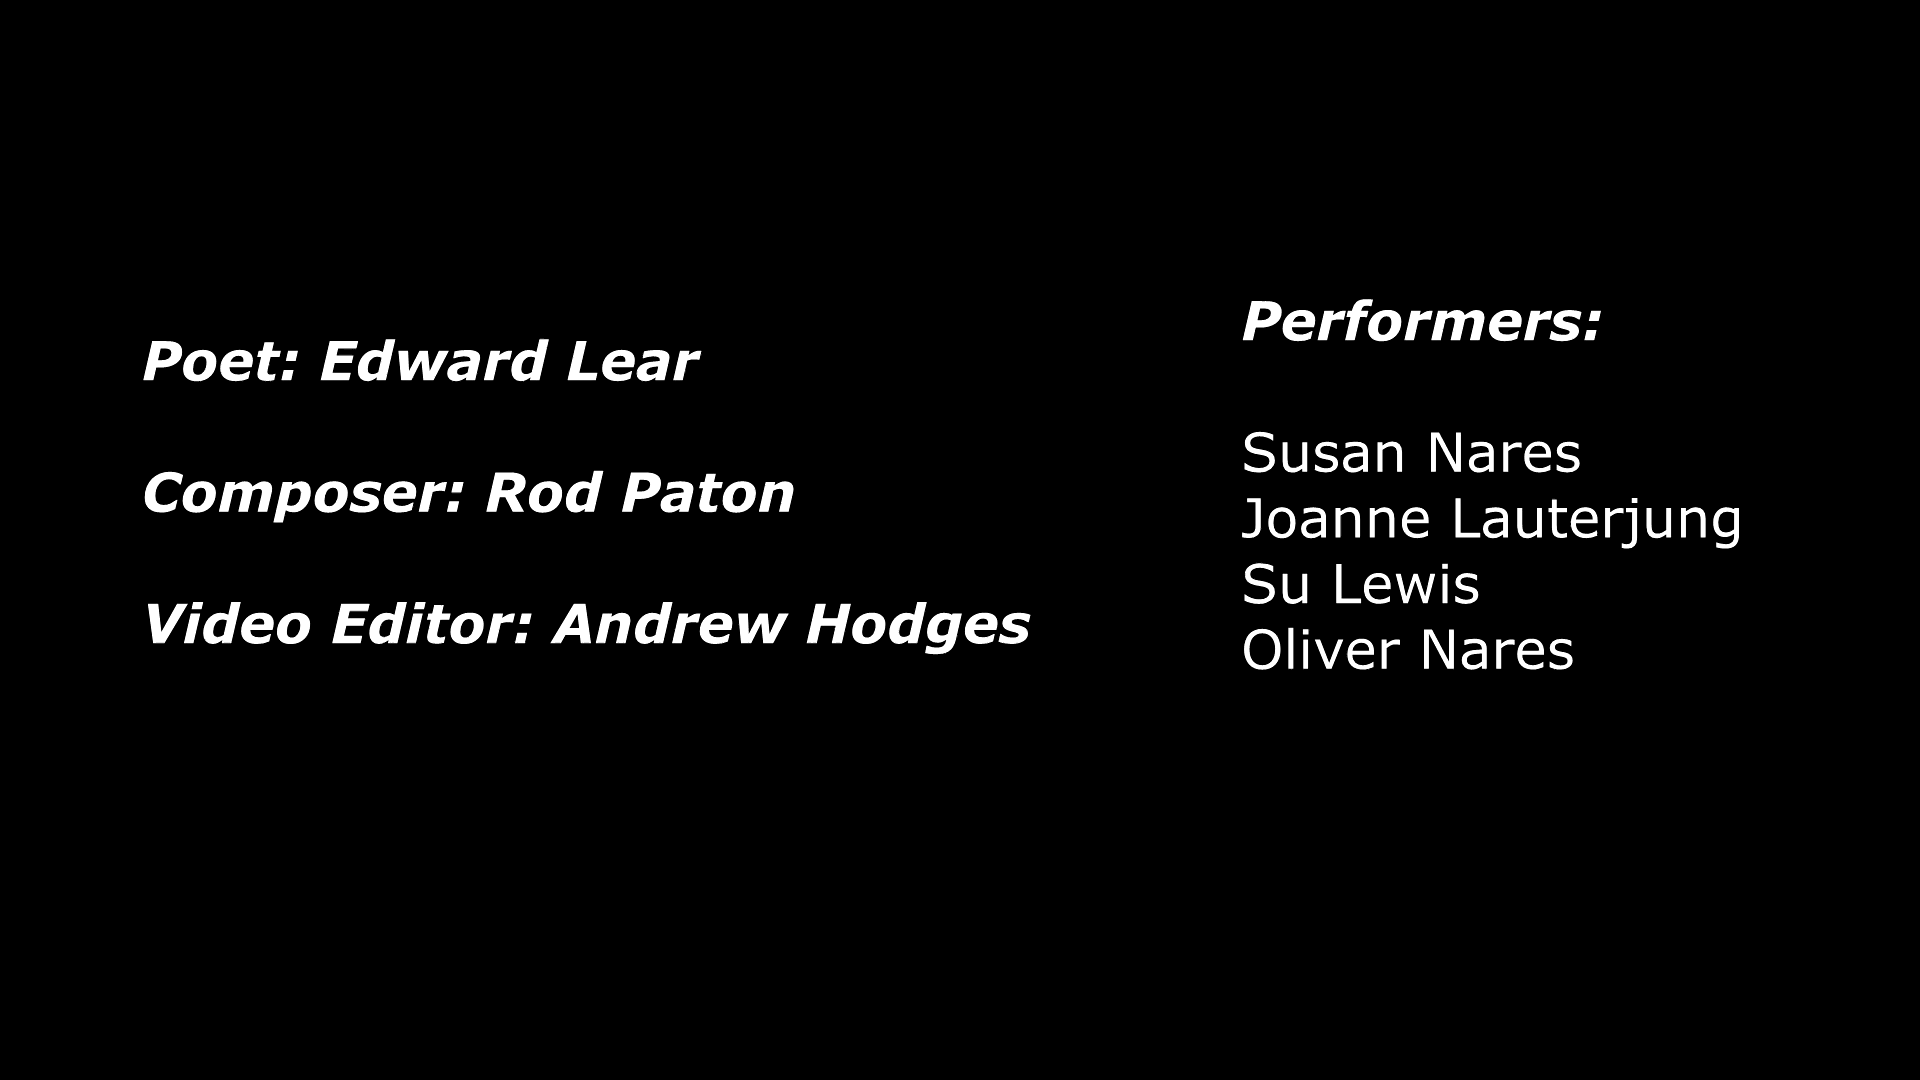 Poet: Edward Lear
Composer: Rod Paton
Video Editor: Andrew Hodges
Performers:
Susan Nares
Joanne Lauterjung
Su Lewis
Oliver Nares